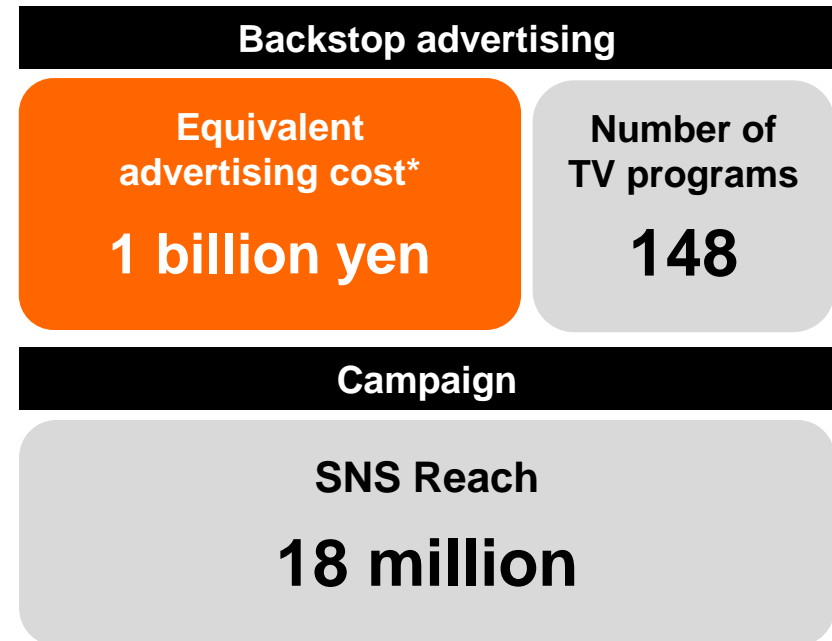 Backstop advertising
Equivalent
advertising cost*
1 billion yen
Number of
TV programs
148
Campaign
SNS Reach
18 million